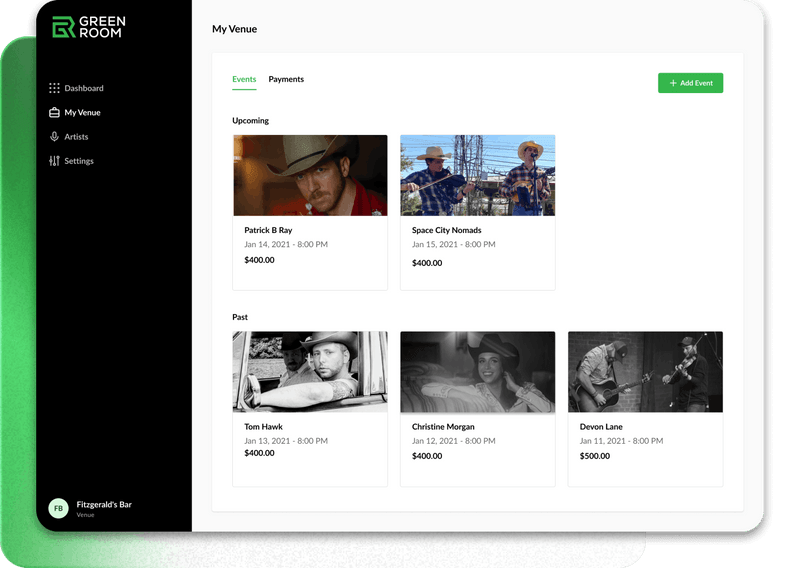 GREEN
ROOM
Dashboard
My Venue
Artists
Settings
FB
Fitzgerald's Bar
Venue
My Venue
Events
Payments
+ Add Event
Upcoming
Patrick B Ray
Jan 14, 2021 - 8:00 PM
$400.00
Space City Nomads
Jan 15, 2021 - 8:00 PM
$400.00
Past
Tom Hawk
Jan 13, 2021 - 8:00 PM
$400.00
Christine Morgan
Jan 12, 2021 - 8:00 PM
$400.00
Devon Lane
Jan 11, 2021 - 8:00 PM
$500.00